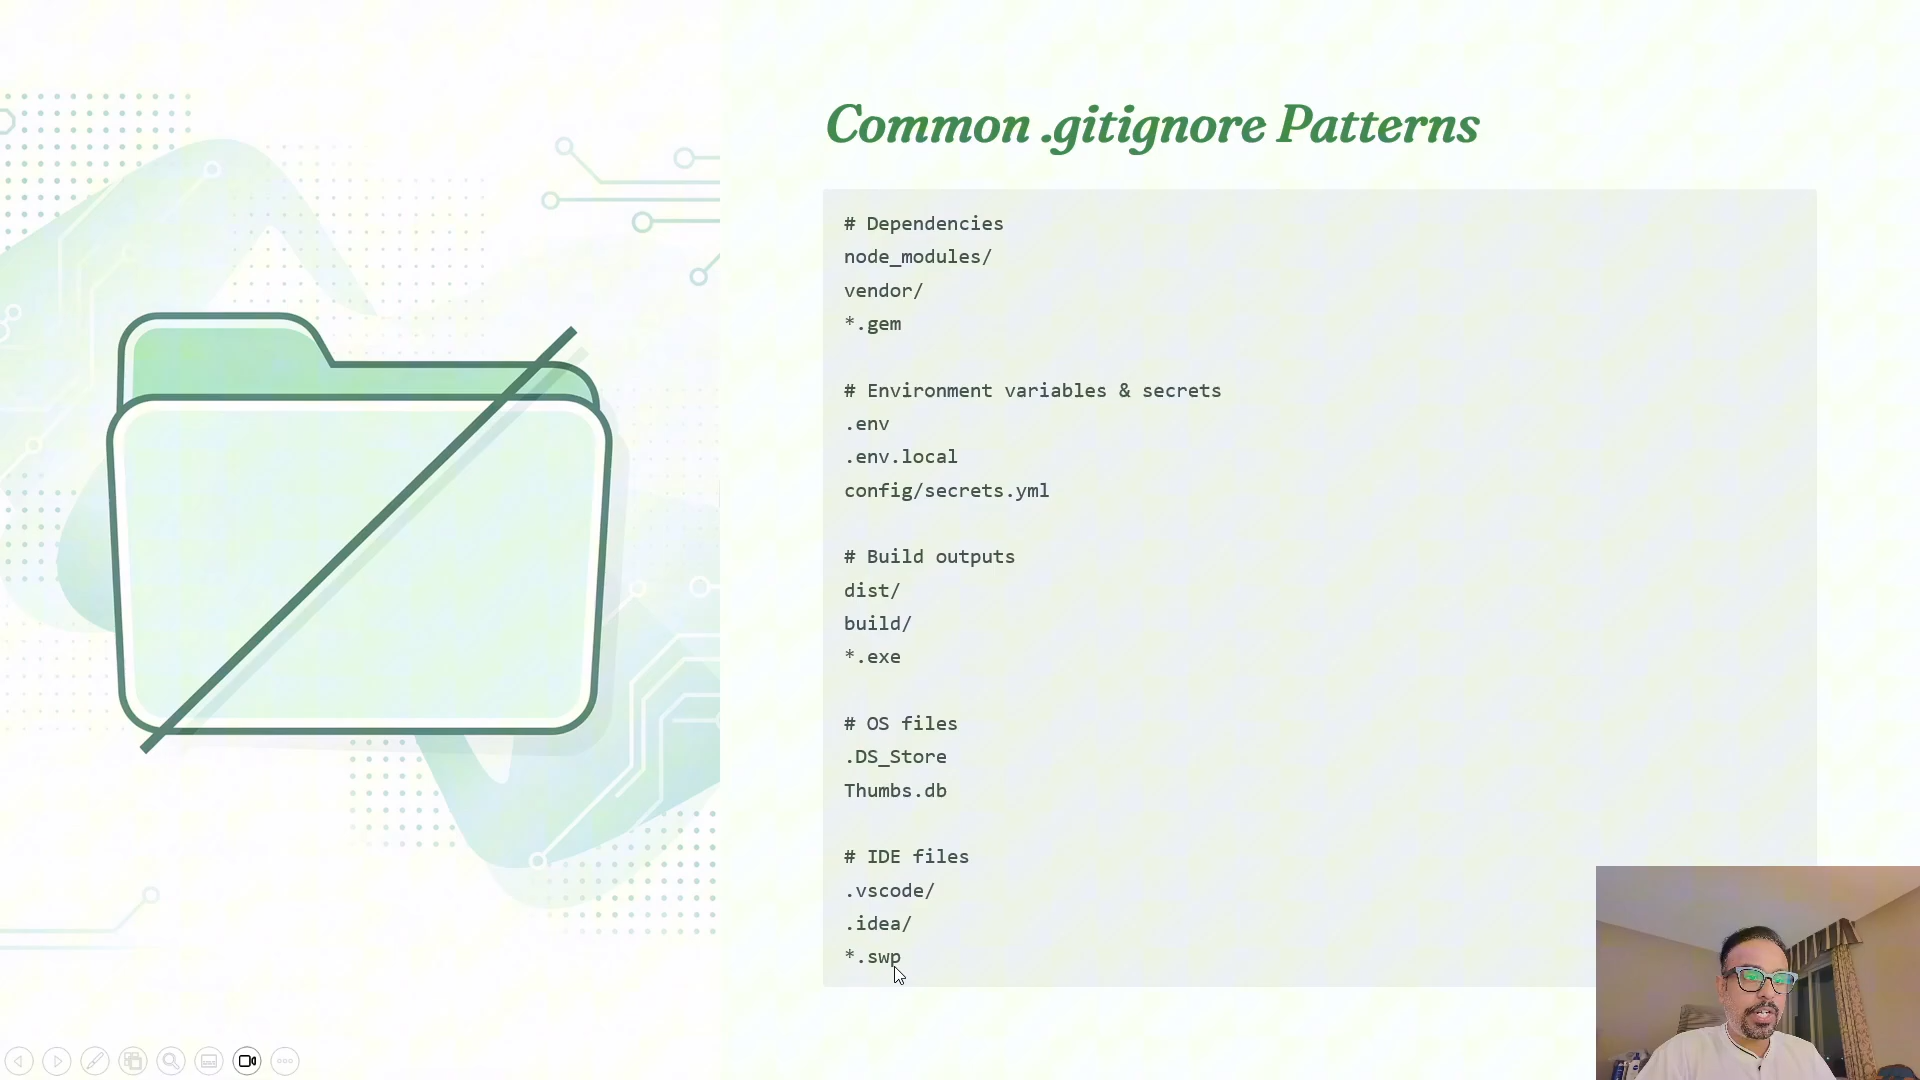 Common .gitignore Patterns
# Dependencies
node_modules/
vendor/
*.gem
# Environment variables & secrets
.env
.env.local
config/secrets.yml
# Build outputs
dist/
build/
*.exe
# OS files
.DS_Store
Thumbs.db
# IDE files
.vscode/
.idea/
*.swp